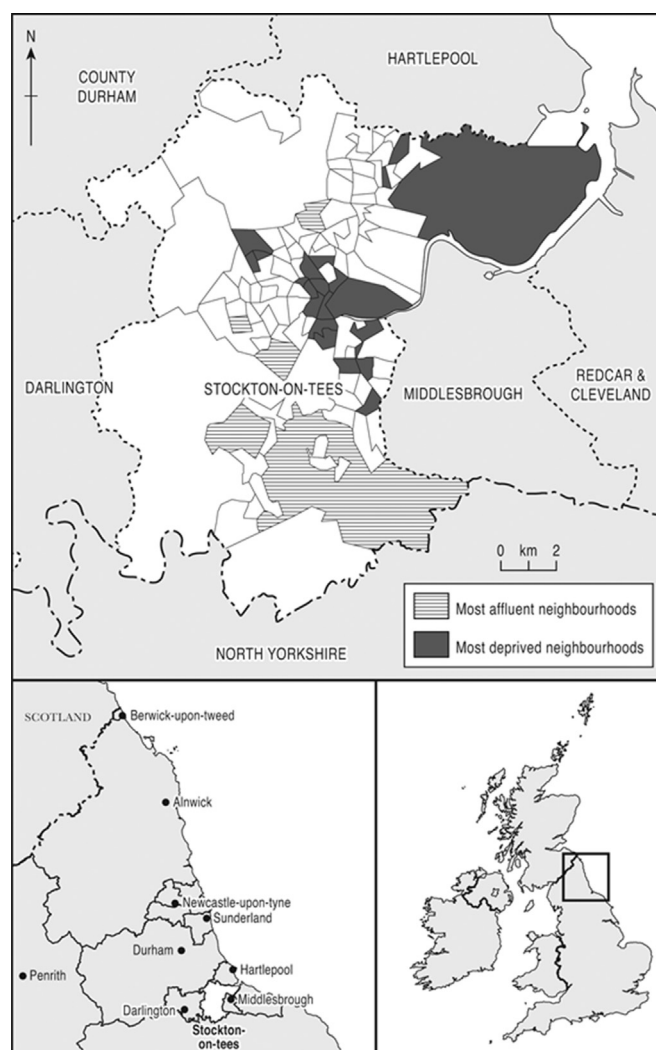 N
HARTLEPOOL
COUNTY
DURHAM
DARLINGTON
STOCKTON-ON-TEES
MIDDLESBROUGH
REDCAR &
CLEVELAND
0 km 2
Most affluent neighbourhoods
Most deprived neighbourhoods
NORTH YORKSHIRE
SCOTLAND
Berwick-upon-tweed
Alnwick
Newcastle-upon-tyne
Sunderland
Durham
Penrith
Hartlepool
Middlesbrough
Darlington
Stockton-
on-tees